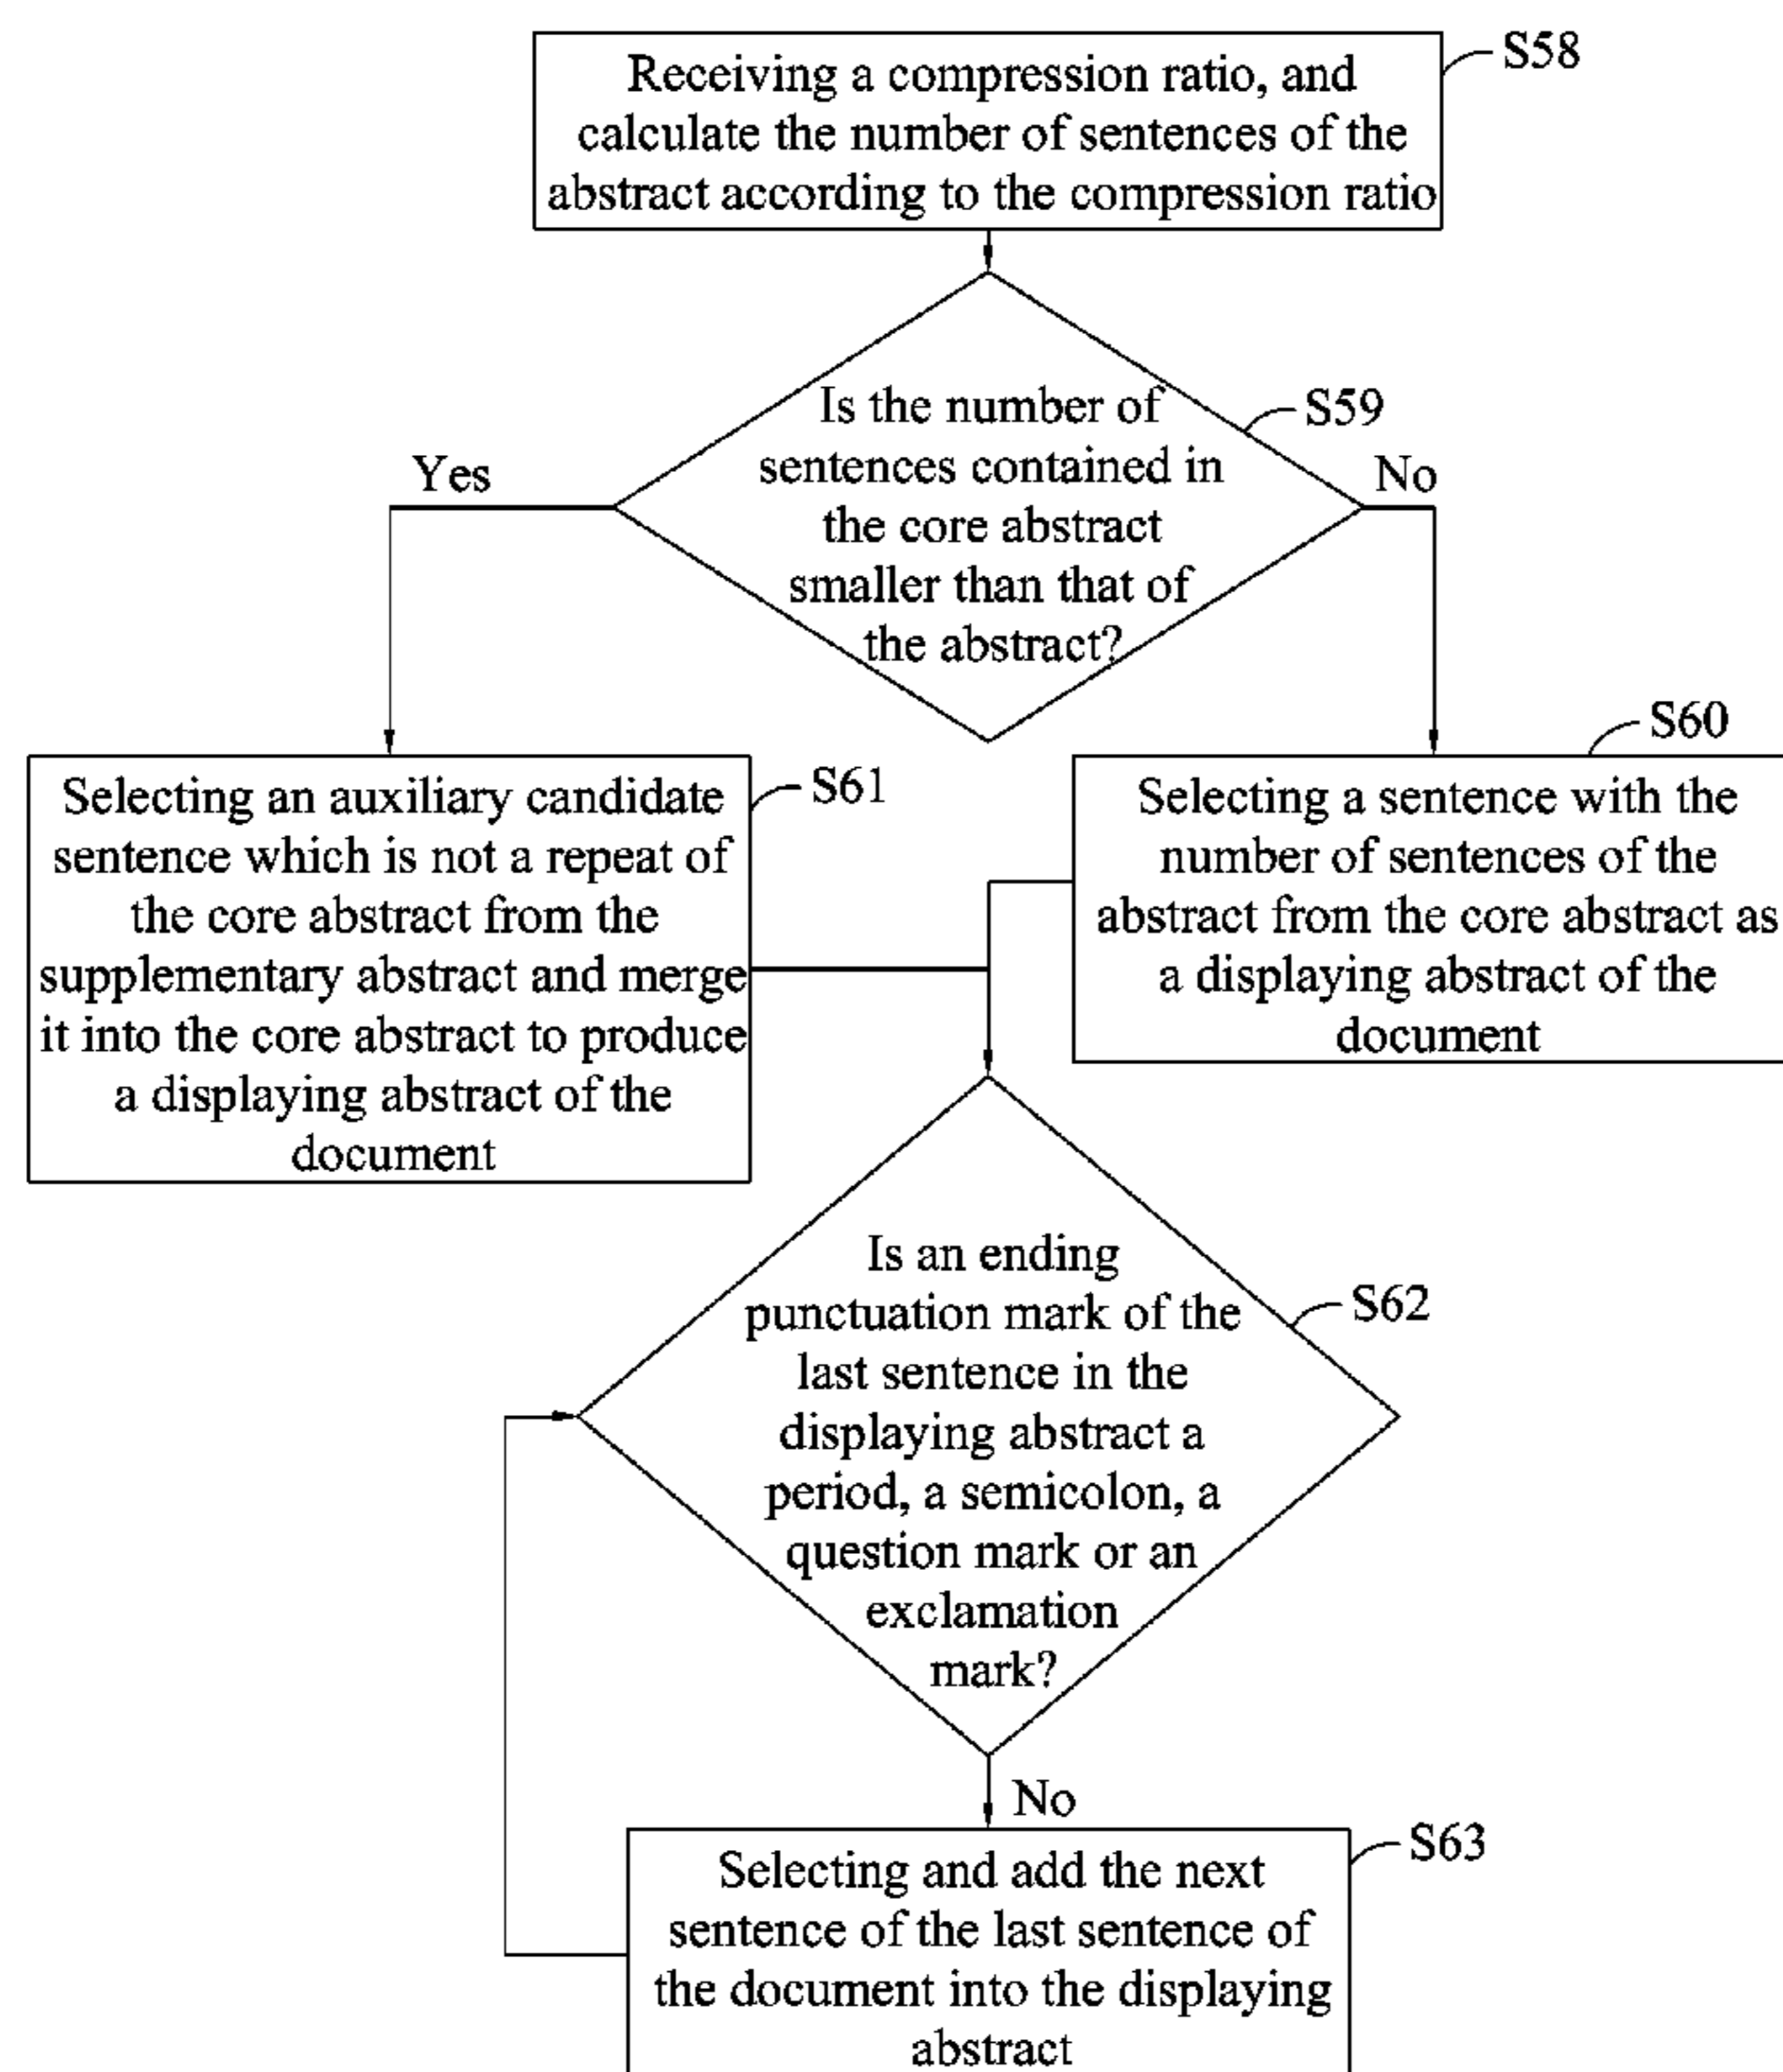 Receiving a compression ratio, and
calculate the number of sentences of the
abstract according to the compression ratio
S58
Is the number of
sentences contained in
the core abstract
smaller than that of
the abstract?
S59
Yes
No
Selecting an auxiliary candidate
sentence which is not a repeat of
the core abstract from the
supplementary abstract and merge
it into the core abstract to produce
a displaying abstract of the
document
S61
S60
Selecting a sentence with the
number of sentences of the
abstract from the core abstract as
a displaying abstract of the
document
Is an ending
punctuation mark of the
last sentence in the
displaying abstract a
period, a semicolon, a
question mark or an
exclamation
mark?
S62
No
Selecting and add the next
sentence of the last sentence of
the document into the displaying
abstract
S63